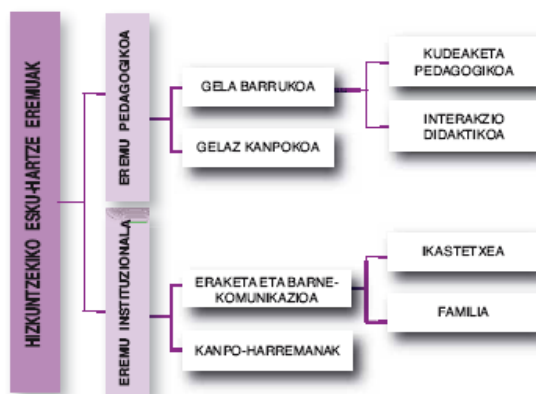 HIZKUNTZEKIKO ESKU-HARTZE EREMUAK
EREMU PEDAGOGIKOA
GELA BARRUKOA
KUDEAKETA
PEDAGOGIKOA
INTERAKZIO
DIDAKTIKOA
GELAZ KANPOKOA
EREMU INSTITUZIONALA
ERAKETA ETA BARNE-
KOMUNIKAZIOA
IKASTETXEA
FAMILIA
KANPO-HARREMANAK